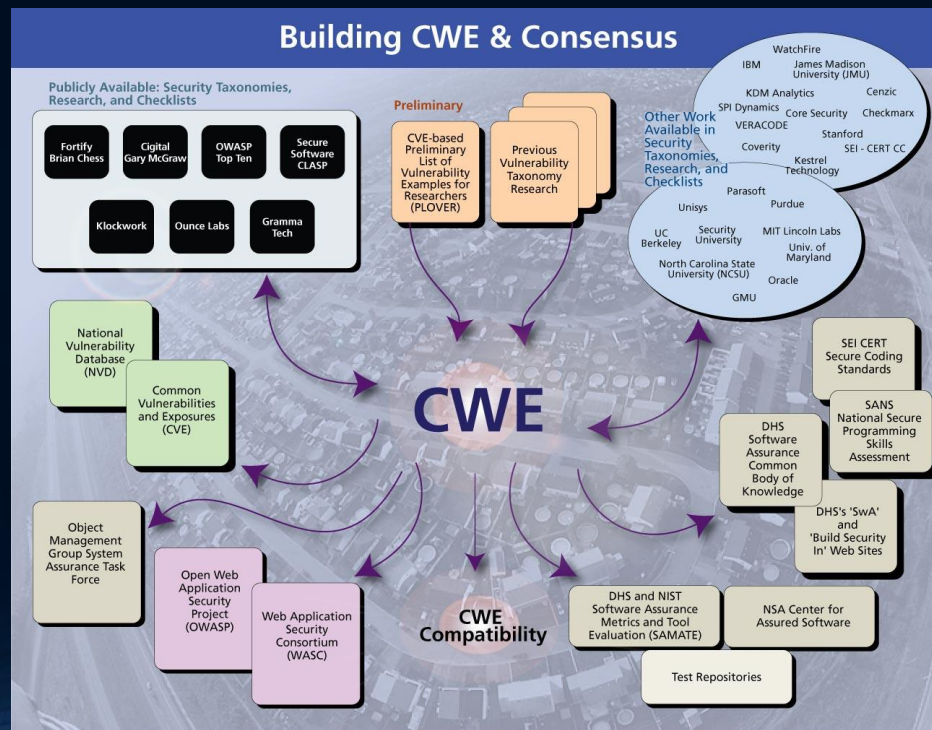 Building CWE & Consensus
Publicly Available: Security Taxonomies,
Research, and Checklists
Fortify
Brian Chess
Cigital
Gary McGraw
OWASP
Top Ten
Secure
Software
CLASP
Klockwork
Ounce Labs
Gramma
Tech
Preliminary
CVE-based
Preliminary
List of
Vulnerability
Examples for
Researchers
(PLOVER)
Previous
Vulnerability
Taxonomy
Research
Other Work
Available in
Security
Taxonomies,
Research, and
Checklists
WatchFire
IBM
James Madison
University (JMU)
KDM Analytics
Cenzic
SPI Dynamics
Core Security
Checkmarx
VERACODE
Stanford
Coverity
SEI - CERT CC
Kestrel
Technology
Parasoft
Unisys
Purdue
UC
Berkeley
Security
University
MIT Lincoln Labs
Univ. of
Maryland
North Carolina State
University (NCSU)
Oracle
GMU
National
Vulnerability
Database
(NVD)
Common
Vulnerabilities
and Exposures
(CVE)
CWE
SEI CERT
Secure Coding
Standards
SANS
National Secure
Programming
Skills
Assessment
DHS
Software
Assurance
Common
Body of
Knowledge
DHS's 'SwA'
and
'Build Security
In' Web Sites
Object
Management
Group System
Assurance Task
Force
Open Web
Application
Security
Project
(OWASP)
Web Application
Security
Consortium
(WASC)
CWE
Compatibility
DHS and NIST
Software Assurance
Metrics and Tool
Evaluation (SAMATE)
NSA Center for
Assured Software
Test Repositories